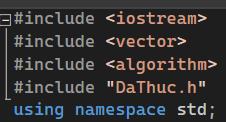 #include <iostream>
#include <vector>
#include <algorithm>
#include "DaThuc.h"
using namespace std;